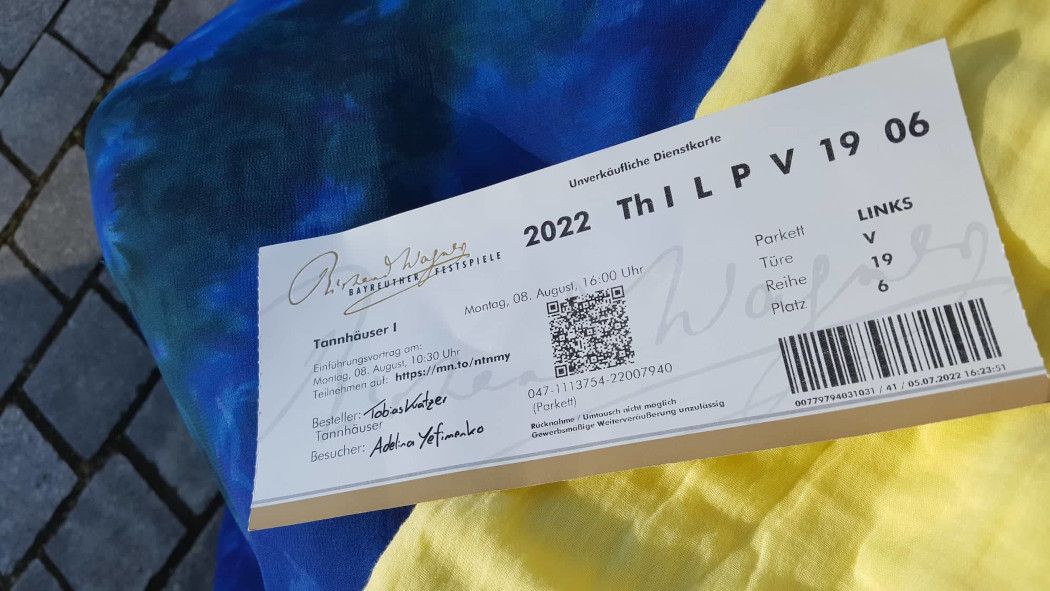 Unverkäufliche Dienstkarte
2022 Th I L P V 19 06
Richard Wagner
BAYREUTHER FESTSPIELE
Montag, 08. August, 16:00 Uhr
Parkett LINKS
Türe V
Reihe 19
Platz 6
Tannhäuser I
Einführungsvortrag am:
Montag, 08. August, 10:30 Uhr
Teilnehmen auf: https://mn.to/ntnmy
047-1113754-22007940
(Parkett)
Besteller: Tobias Kratzer
Tannhäuser
Besucher: Adelina Yefimenko
Rücknahme / Umtausch nicht möglich
Gewerbsmäßige Weiterveräußerung unzulässig
00779794031031 / 41 / 05.07.2022 16:23:51